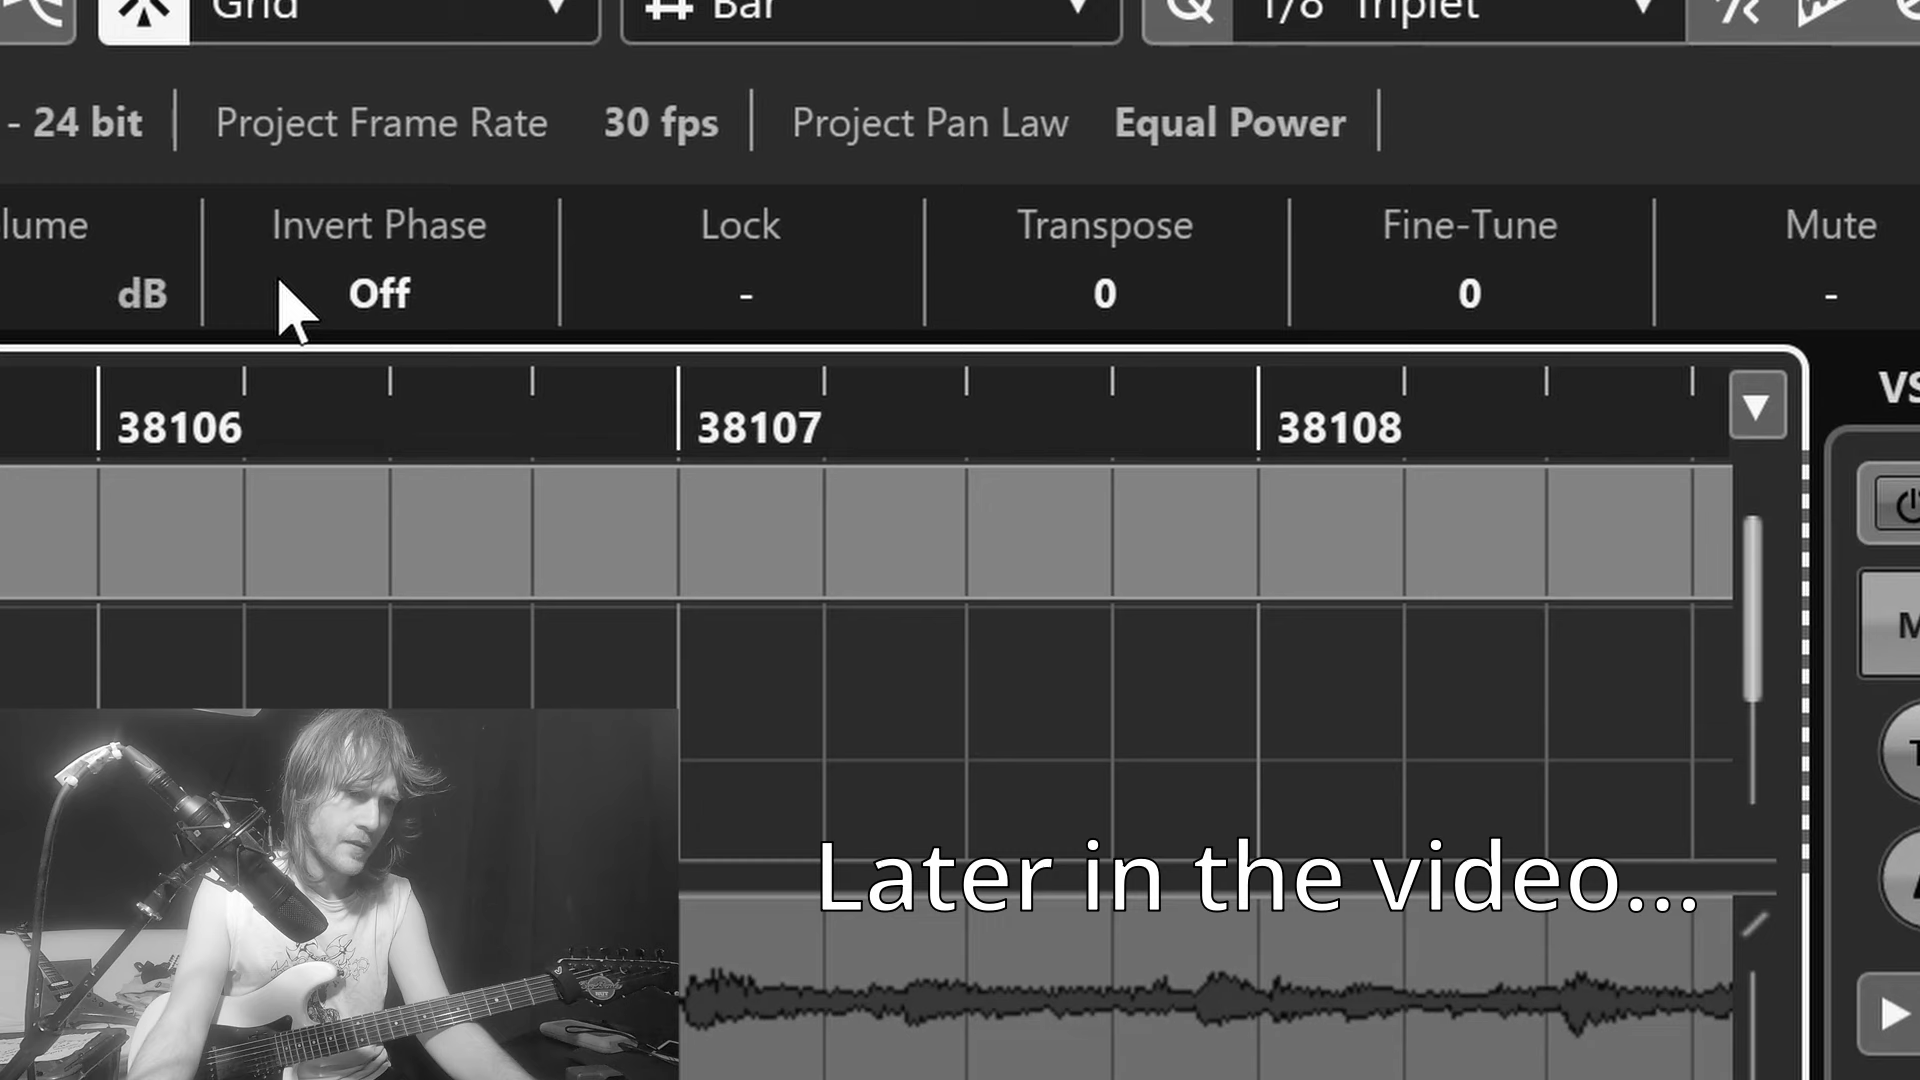 Grid Bar 1/8 Triplet
- 24 bit Project Frame Rate 30 fps Project Pan Law Equal Power
lume Invert Phase Lock Transpose Fine-Tune Mute
dB Off - 0 0 -
38106 38107 38108
VS
M
Later in the video...